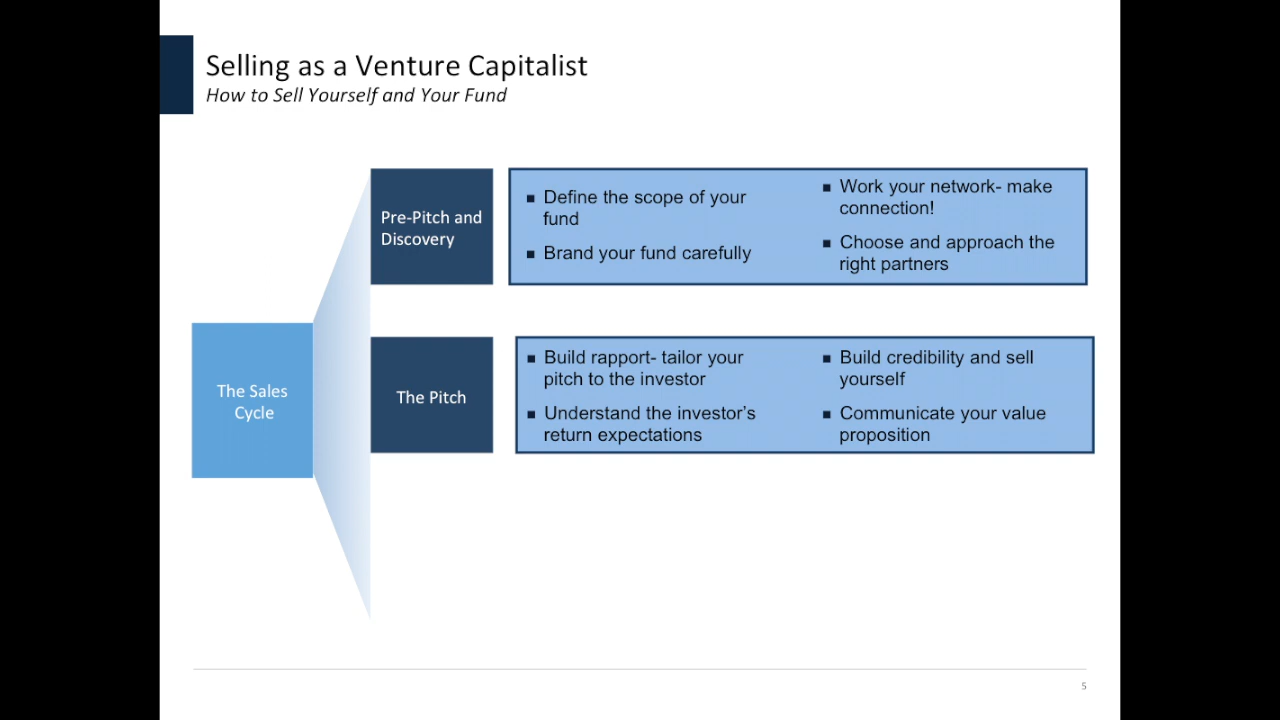 Selling as a Venture Capitalist
How to Sell Yourself and Your Fund
Pre-Pitch and
Discovery
■ Define the scope of your
fund
■ Brand your fund carefully
■ Work your network- make
connection!
■ Choose and approach the
right partners
The Sales
Cycle
The Pitch
■ Build rapport- tailor your
pitch to the investor
■ Understand the investor’s
return expectations
■ Build credibility and sell
yourself
■ Communicate your value
proposition
5